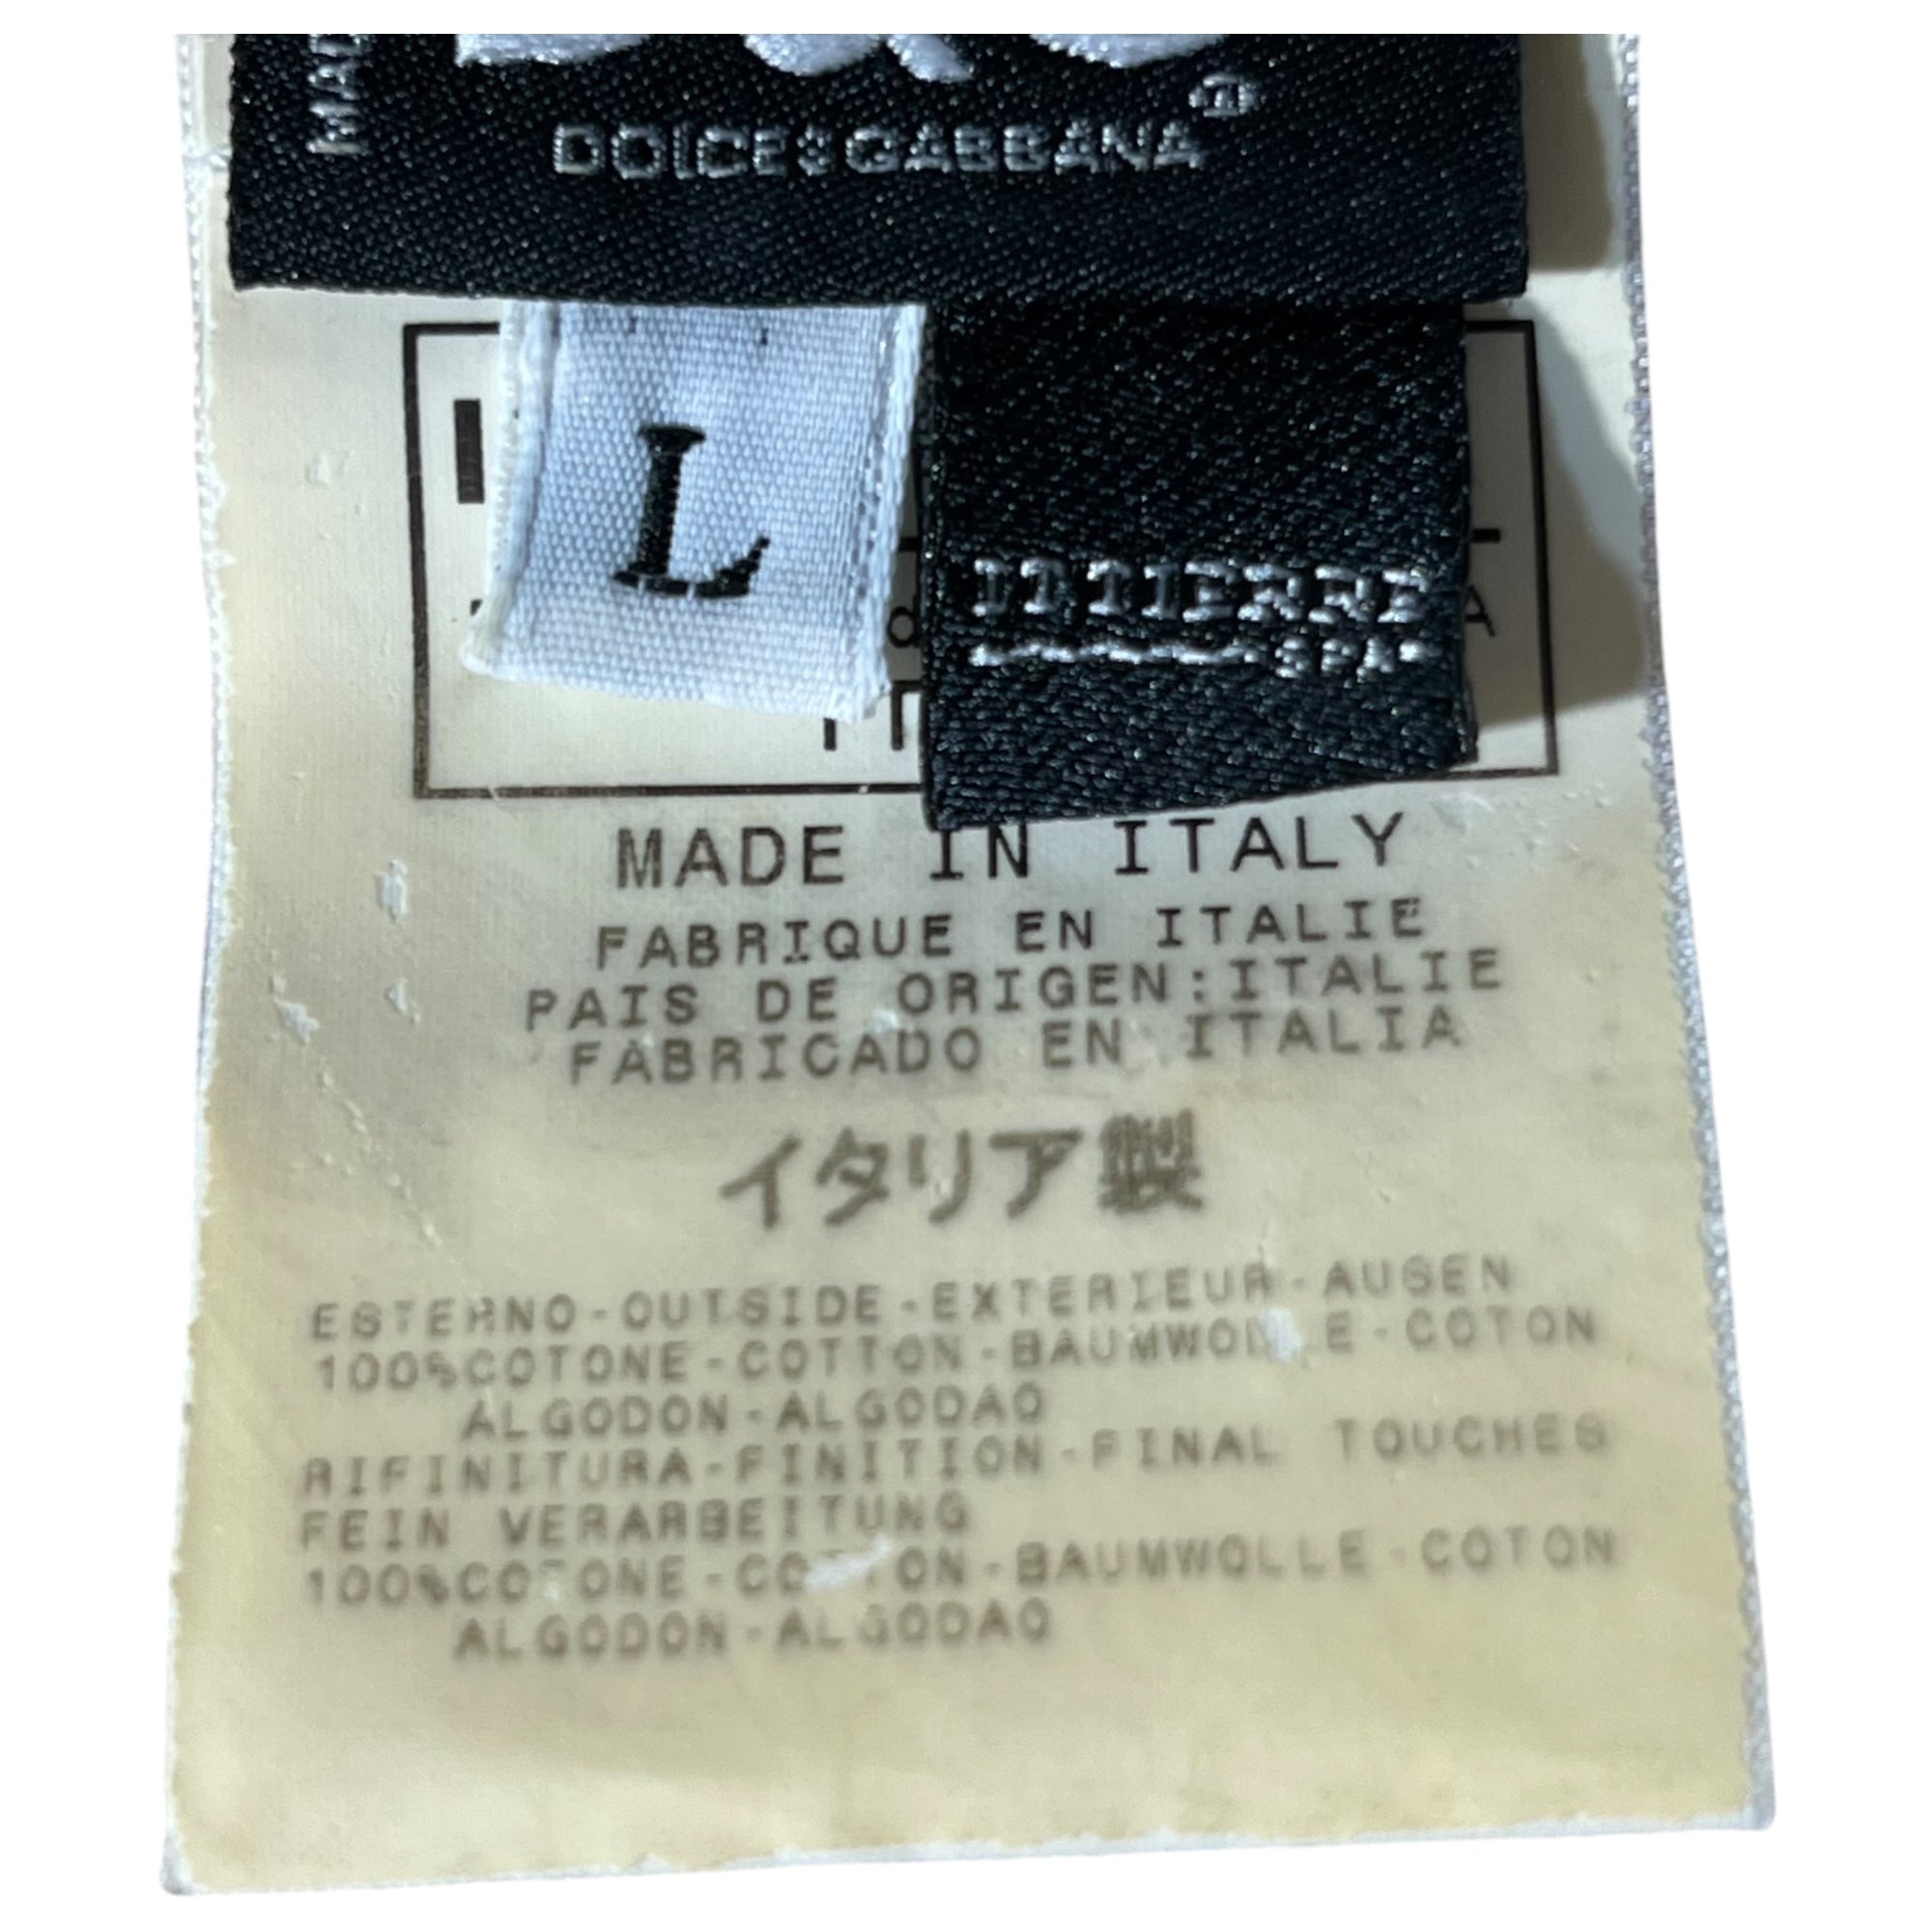 DOLCE & GABBANA
L
ITTIERRE
SPA
MADE IN ITALY
FABRIQUE EN ITALIE
PAIS DE ORIGEN:ITALIE
FABRICADO EN ITALIA
イタリア製
ESTERNO-OUTSIDE-EXTERIEUR-AUSEN
100%COTONE-COTTON-BAUMWOLLE-COTON
ALGODON-ALGODAO
RIFINITURA-FINITION-FINAL TOUCHES
FEIN VERARBEITUNG
100%COTONE-COTTON-BAUMWOLLE-COTON
ALGODON-ALGODAO